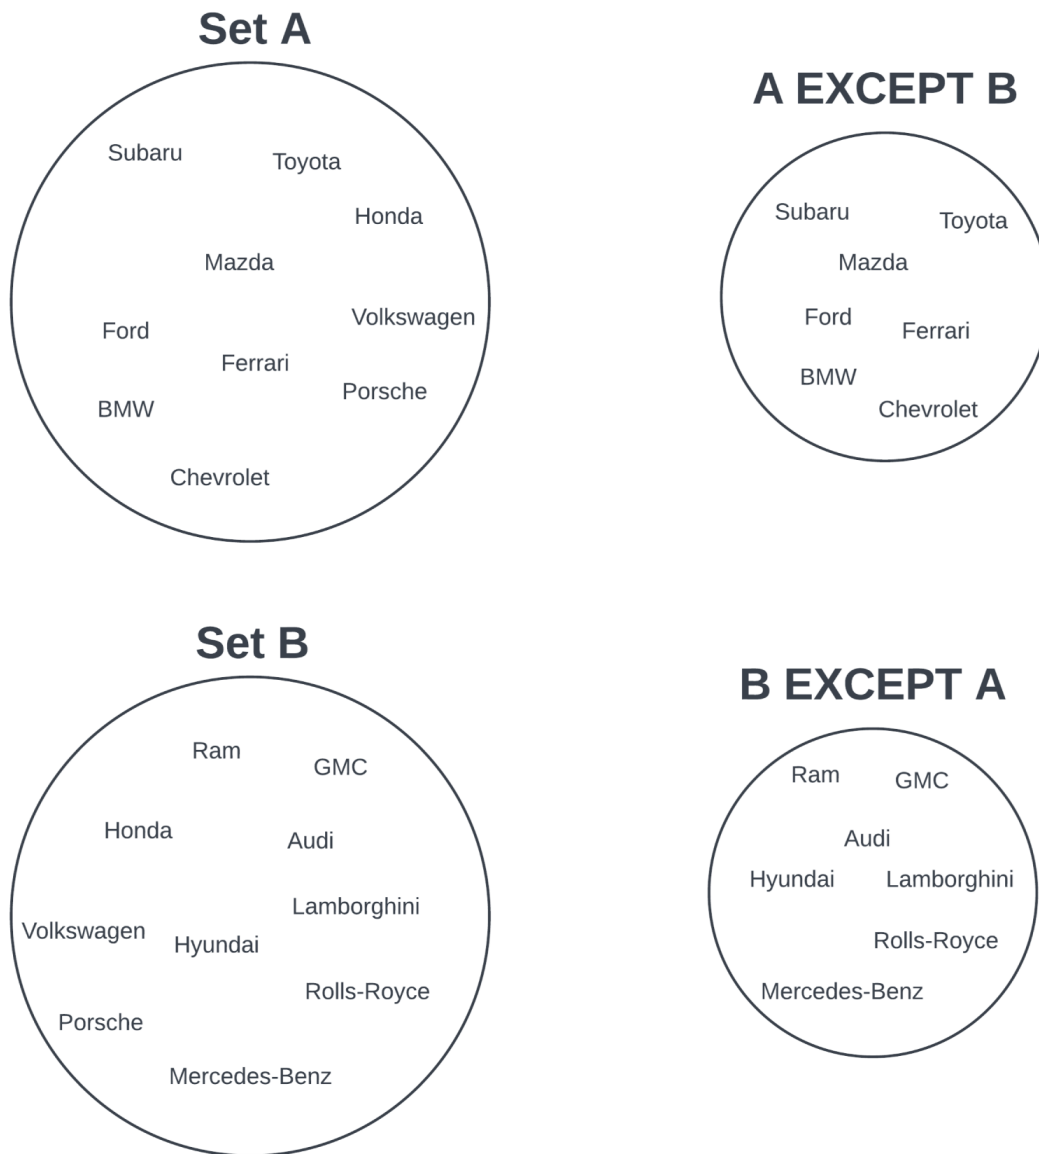 Set A
Subaru
Toyota
Honda
Mazda
Volkswagen
Ford
Ferrari
Porsche
BMW
Chevrolet
A EXCEPT B
Subaru
Toyota
Mazda
Ford
Ferrari
BMW
Chevrolet
Set B
Ram
GMC
Honda
Audi
Lamborghini
Volkswagen
Hyundai
Rolls-Royce
Porsche
Mercedes-Benz
B EXCEPT A
Ram
GMC
Audi
Hyundai
Lamborghini
Rolls-Royce
Mercedes-Benz